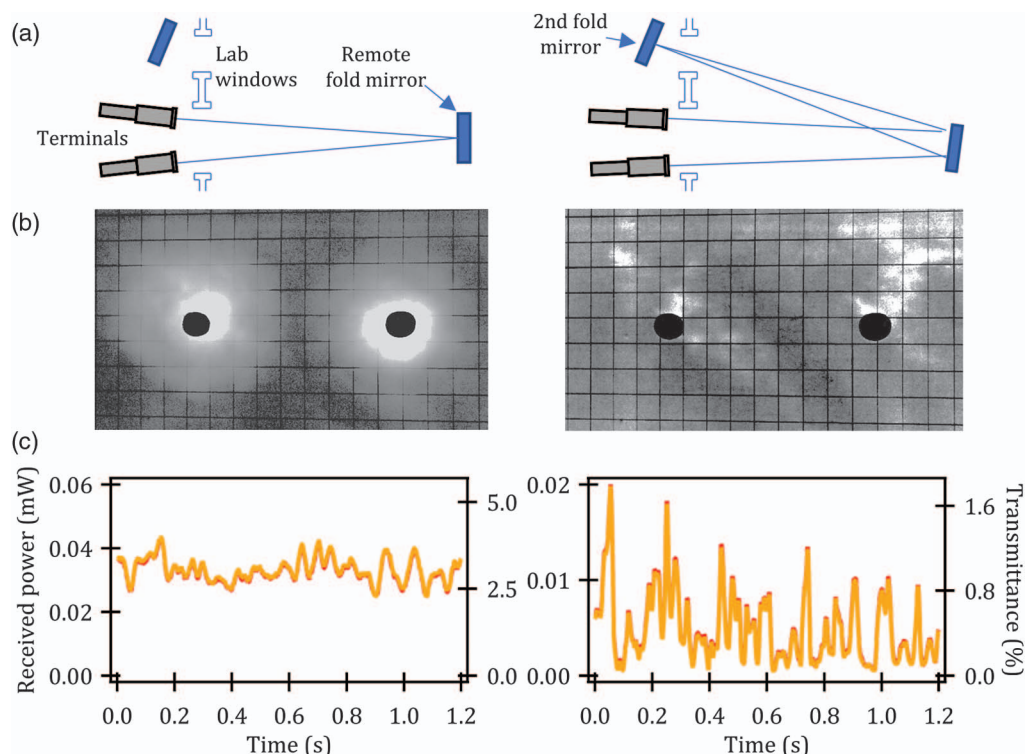 (a)
Lab
windows
Remote
fold mirror
Terminals
2nd fold
mirror
(b)
(c)
Received power (mW)
0.06
0.04
0.02
0.00
5.0
2.5
0.0
0.0 0.2 0.4 0.6 0.8 1.0 1.2
Time (s)
0.02
0.01
0.00
1.6
0.8
0.0
Transmittance (%)
0.0 0.2 0.4 0.6 0.8 1.0 1.2
Time (s)